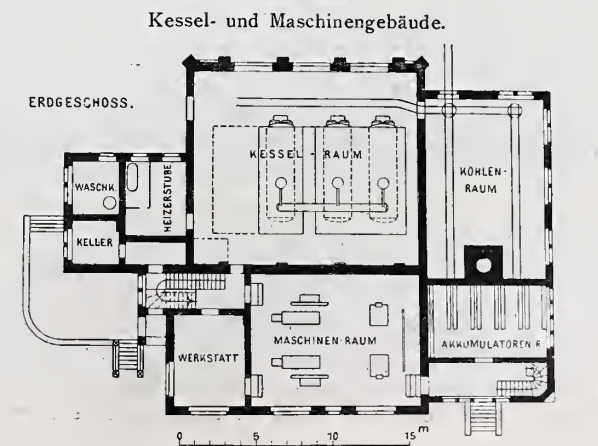 Kessel- und Maschinengebäude.
ERDGESCHOSS.
KESSEL-RAUM
KOHLEN-
RAUM
WASCHK.
HEIZERSTUBE
KELLER
WERKSTATT
MASCHINEN-RAUM
AKKUMULATOREN R.
0 5 10 15 m